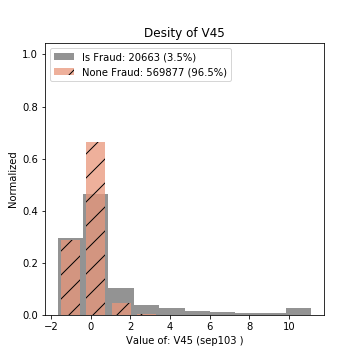 Desity of V45
Is Fraud: 20663 (3.5%)
None Fraud: 569877 (96.5%)
Normalized
1.0
0.8
0.6
0.4
0.2
0.0
−2 0 2 4 6 8 10
Value of: V45 (sep103 )